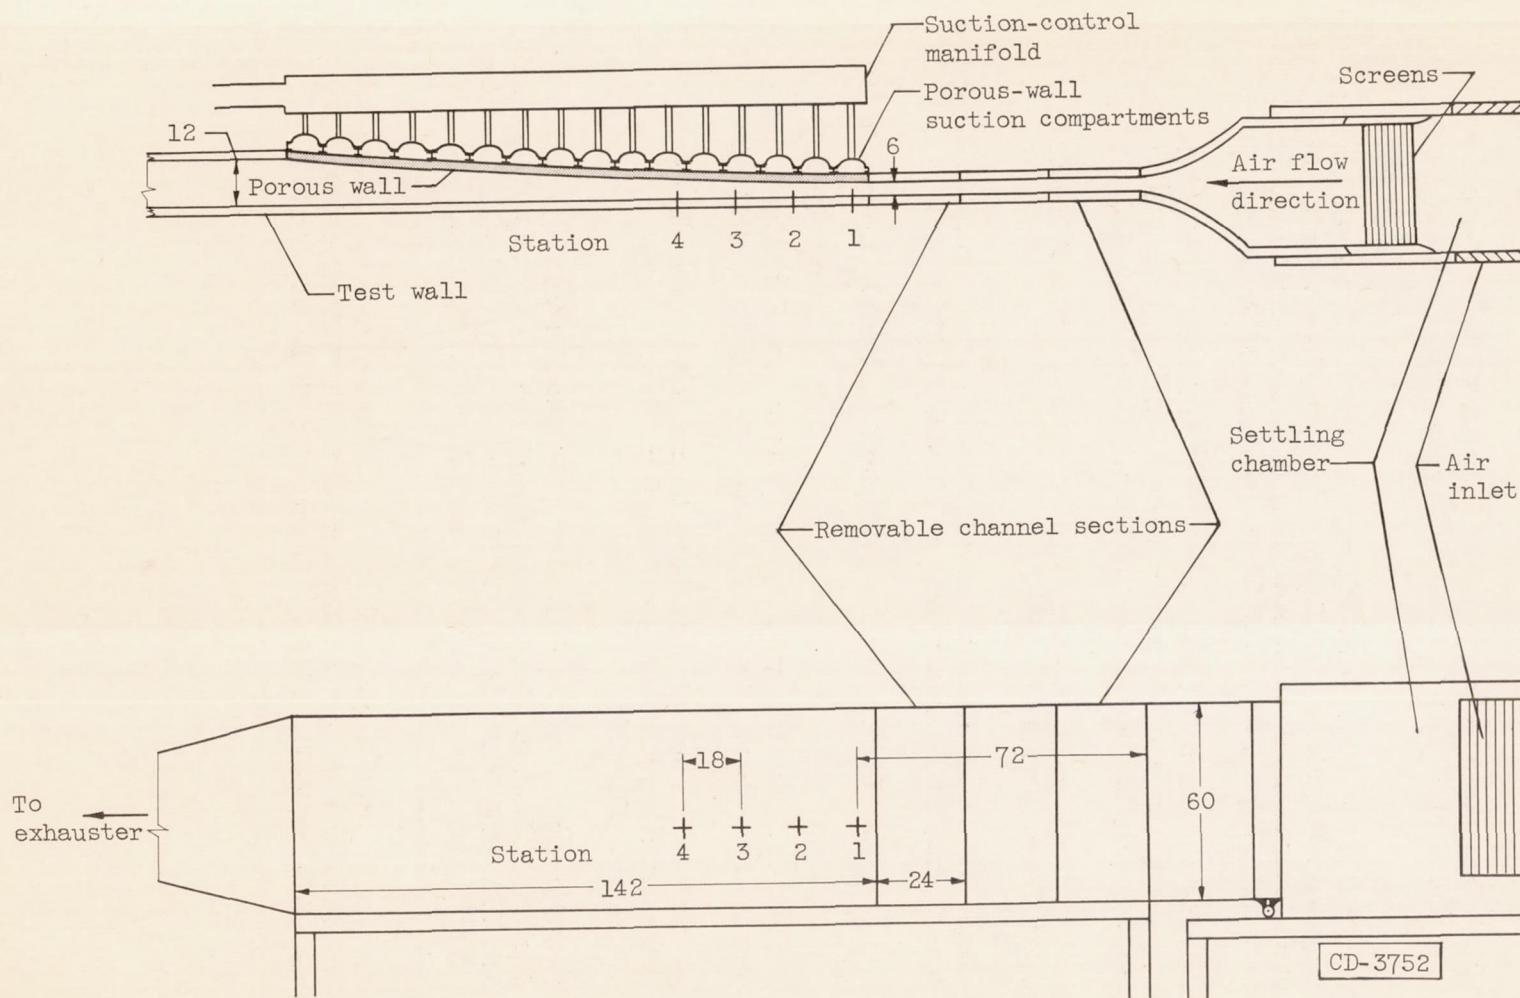 Suction-control
manifold
Screens
Porous-wall
suction compartments
12
6
Air flow
direction
Porous wall
Station 4 3 2 1
Test wall
Settling
chamber
Air
inlet
Removable channel sections
18
72
60
To
exhauster
4 3 2 1
Station
142
24
CD-3752